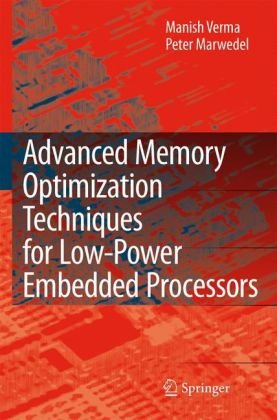 Manish Verma
Peter Marwedel
Advanced Memory
Optimization
Techniques
for Low-Power
Embedded Processors
Springer